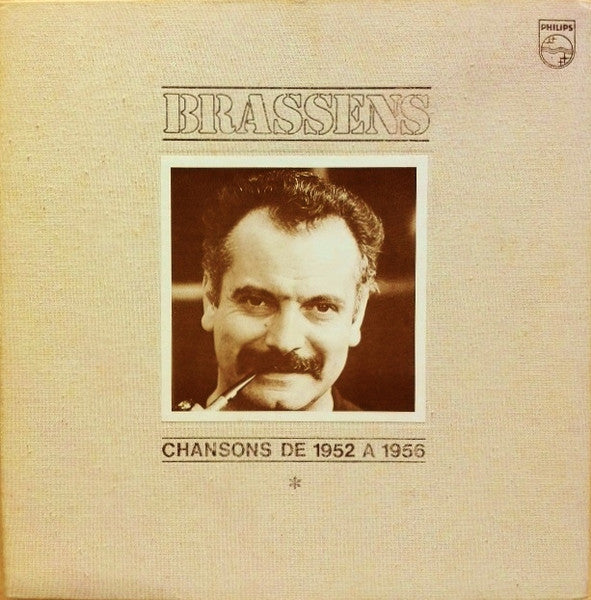 PHILIPS
BRASSENS
CHANSONS DE 1952 A 1956
*